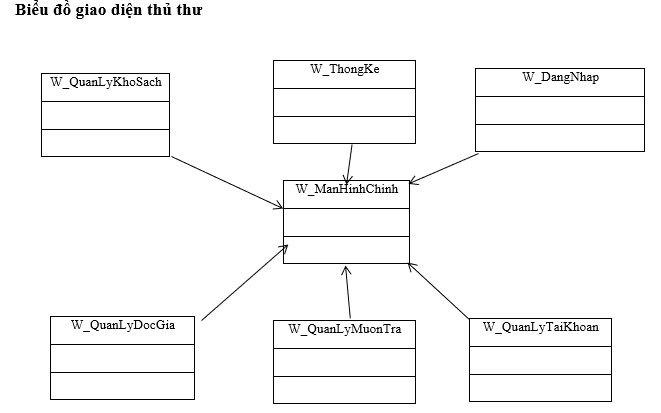 Biểu đồ giao diện thủ thư
W_ThongKe
W_DangNhap
W_QuanLyKhoSach
W_ManHinhChinh
W_QuanLyDocGia
W_QuanLyMuonTra
W_QuanLyTaiKhoan